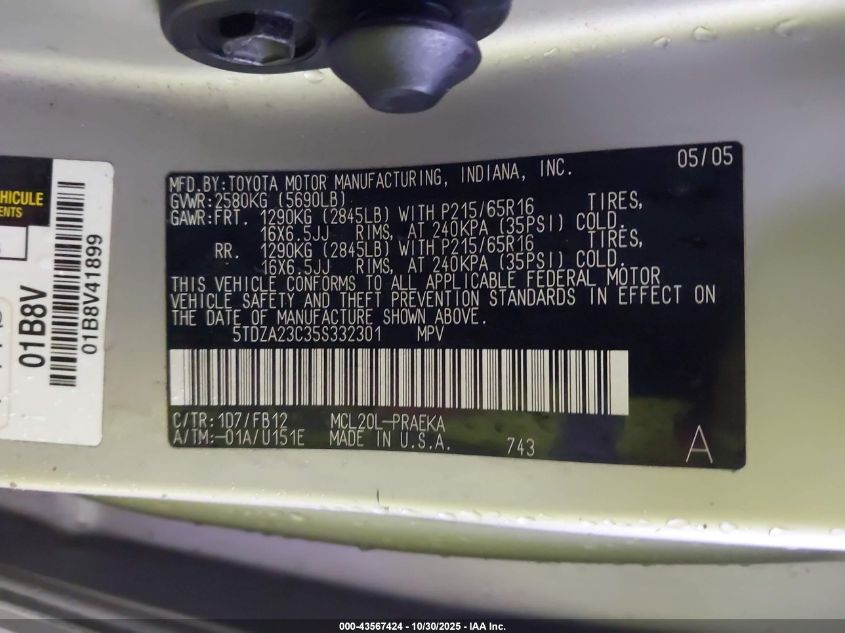 VEHICULE
ENTS
01B8V
01B8V41899
05/05
MFD.BY:TOYOTA MOTOR MANUFACTURING, INDIANA, INC.
GVWR:2580KG (5690LB)
GAWR:FRT. 1290KG (2845LB) WITH P215/65R16 TIRES,
16X6.5JJ RIMS, AT 240KPA (35PSI) COLD.
RR. 1290KG (2845LB) WITH P215/65R16 TIRES,
16X6.5JJ RIMS, AT 240KPA (35PSI) COLD.
THIS VEHICLE CONFORMS TO ALL APPLICABLE FEDERAL MOTOR
VEHICLE SAFETY AND THEFT PREVENTION STANDARDS IN EFFECT ON
THE DATE OF MANUFACTURE SHOWN ABOVE.
5TDZA23C35S332301 MPV
C/TR:1D7/FB12 MCL20L-PRAEKA
A/TM:-01A/U151E MADE IN U.S.A. 743 A
000-43567424 - 10/30/2025 - IAA Inc.